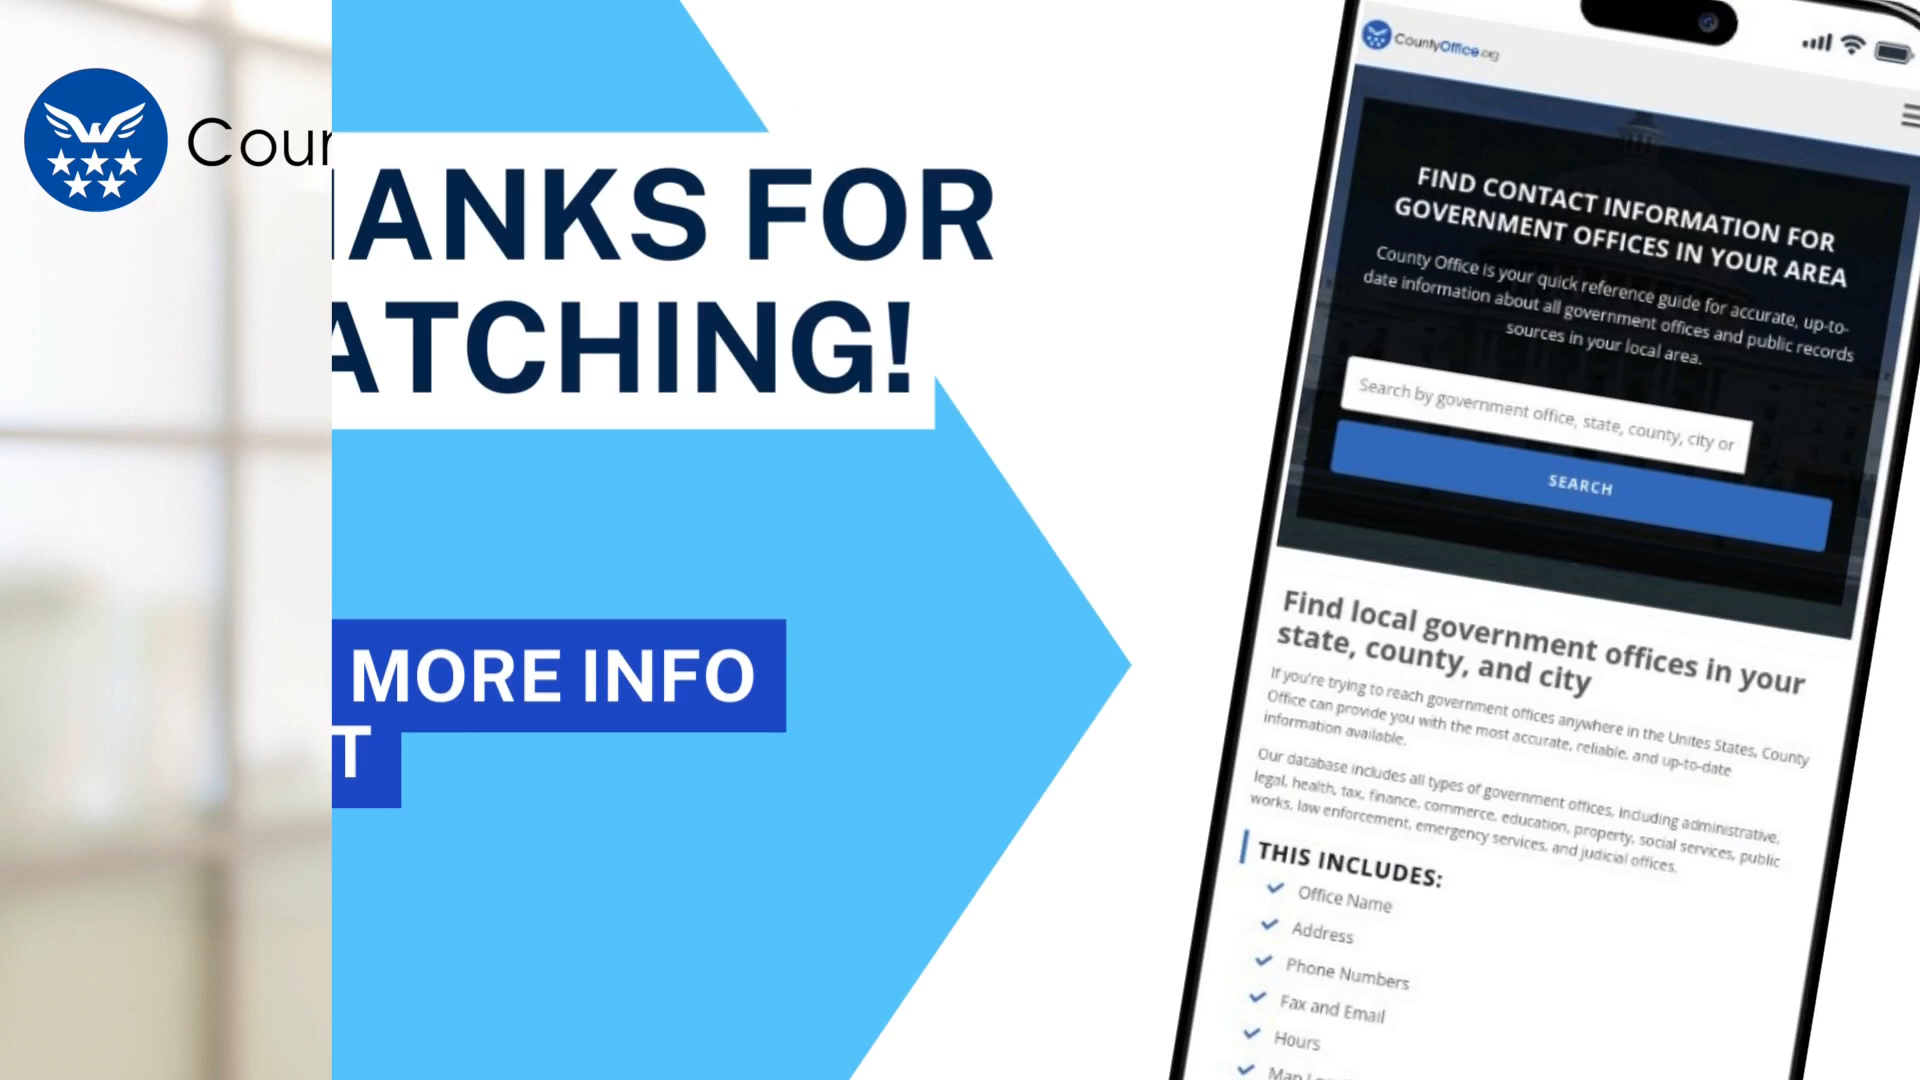 Cour
HANKS FOR
ATCHING!
MORE INFO
T
CountyOffice.org
FIND CONTACT INFORMATION FOR
GOVERNMENT OFFICES IN YOUR AREA
County Office is your quick reference guide for accurate, up-to-
date information about all government offices and public records
sources in your local area.
Search by government office, state, county, city or
SEARCH
Find local government offices in your
state, county, and city
If you're trying to reach government offices anywhere in the Unites States, County
Office can provide you with the most accurate, reliable, and up-to-date
information available.
Our database includes all types of government offices, including administrative,
legal, health, tax, finance, commerce, education, property, social services, public
works, law enforcement, emergency services, and judicial offices.
THIS INCLUDES:
Office Name
Address
Phone Numbers
Fax and Email
Hours
Map